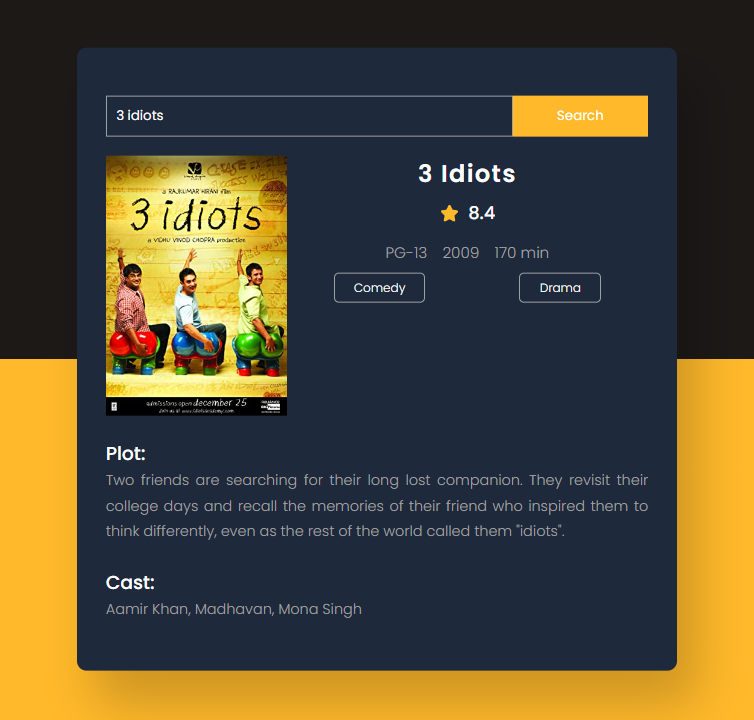 3 idiots
Search
a RAJKUMAR HIRANI film
3 idiots
a VIDHU VINOD CHOPRA production
admissions open december 25
3 Idiots
8.4
PG-13 2009 170 min
Comedy Drama
Plot:
Two friends are searching for their long lost companion. They revisit their
college days and recall the memories of their friend who inspired them to
think differently, even as the rest of the world called them "idiots".
Cast:
Aamir Khan, Madhavan, Mona Singh